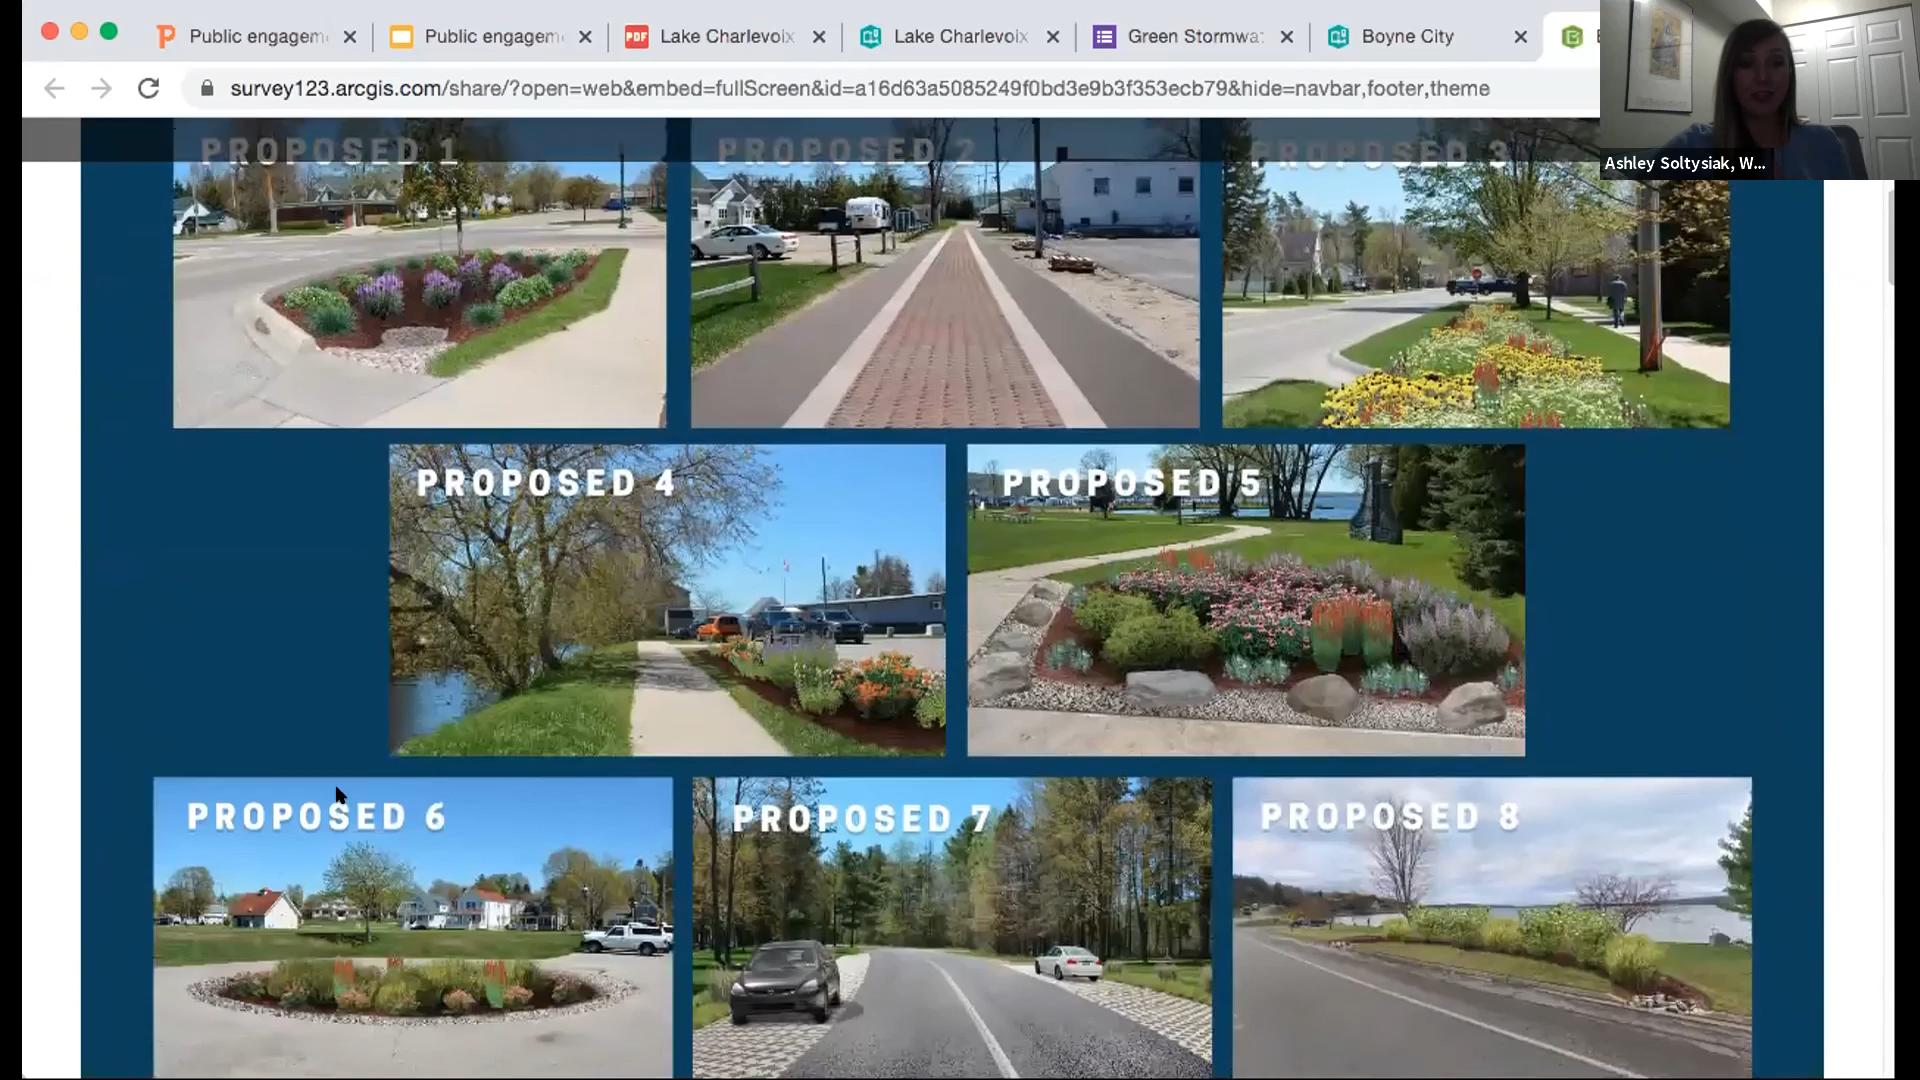 Public engagem
Public engagem
PDF
Lake Charlevoix
Lake Charlevoix
Green Stormwa
Boyne City
survey123.arcgis.com/share/?open=web&embed=fullScreen&id=a16d63a5085249f0bd3e9b3f353ecb79&hide=navbar,footer,theme
Ashley Soltysiak, W...
PROPOSED 1
PROPOSED 2
PROPOSED 3
PROPOSED 4
PROPOSED 5
PROPOSED 6
PROPOSED 7
PROPOSED 8